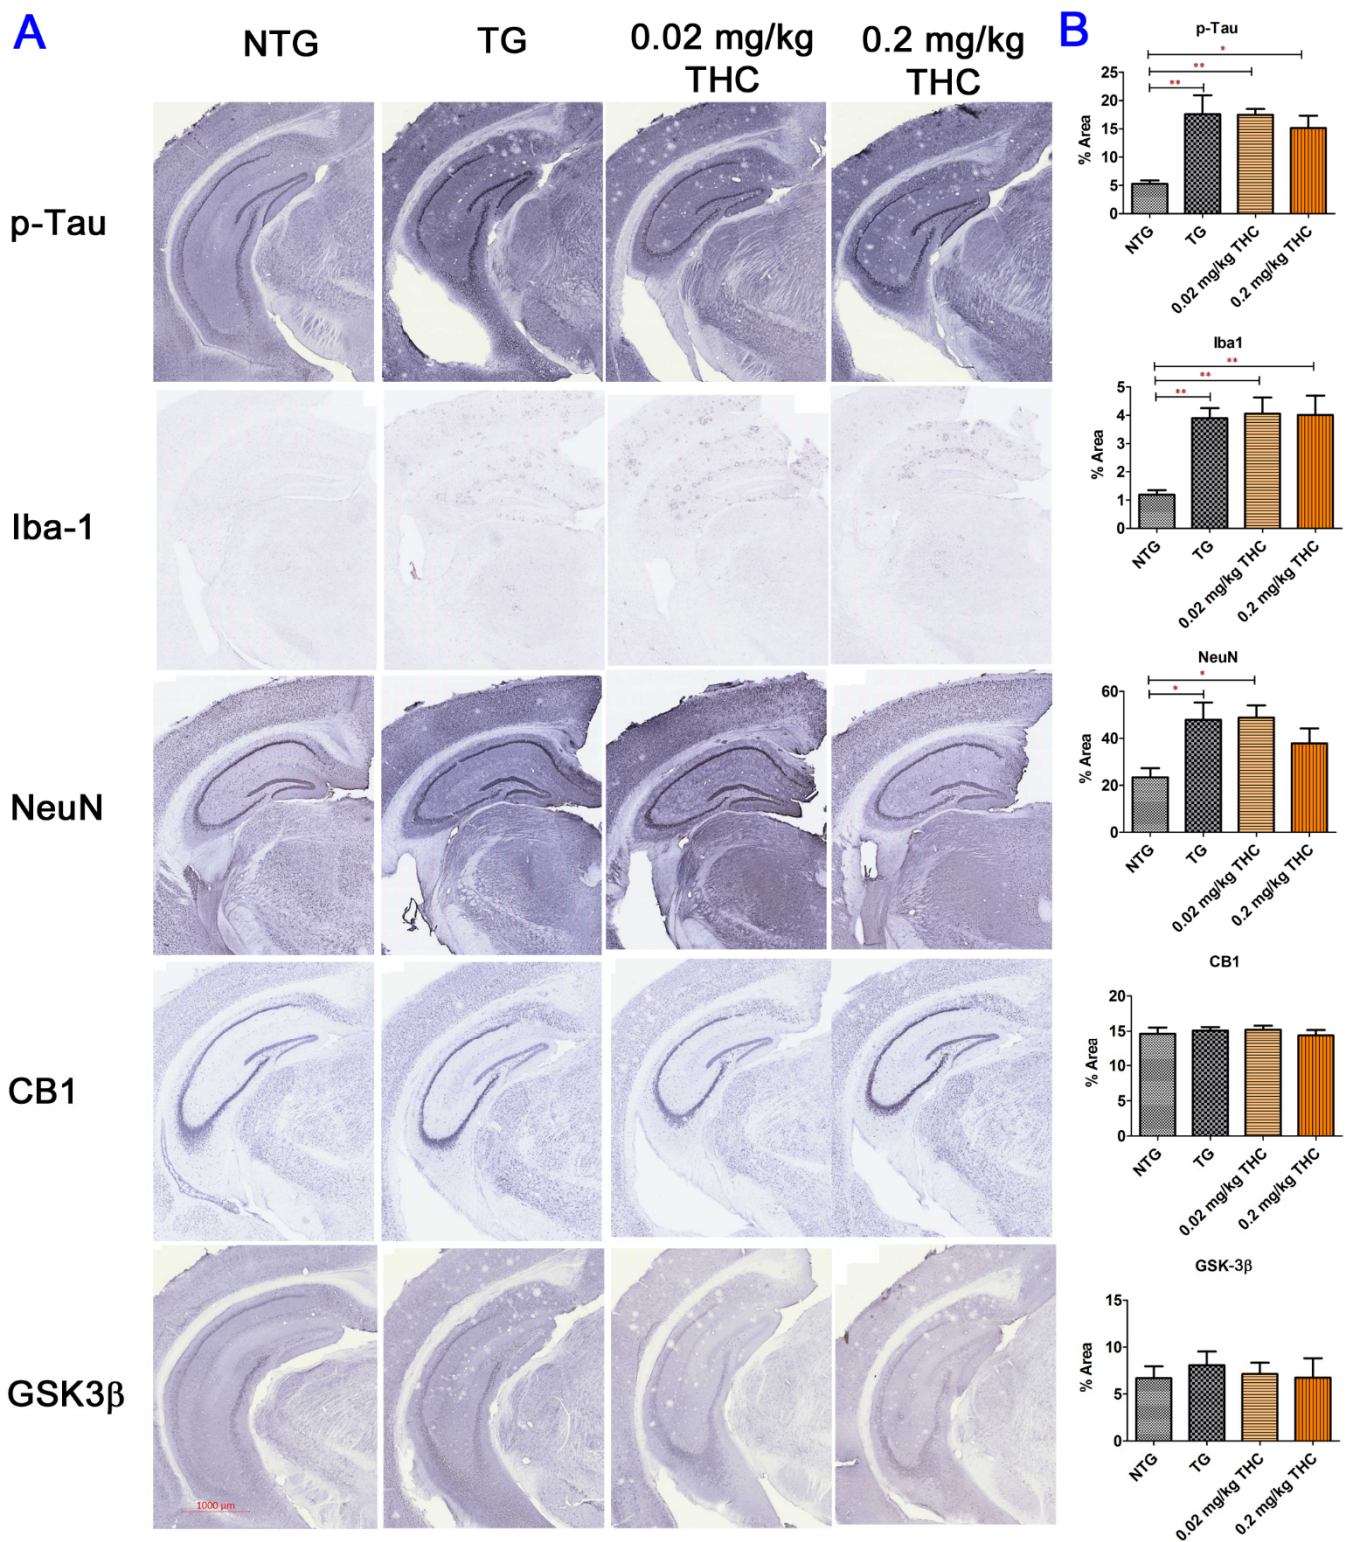 A
NTG
TG
0.02 mg/kg
THC
0.2 mg/kg
THC
p-Tau
Iba-1
NeuN
CB1
GSK3β
1000 µm
B
p-Tau
*
**
**
% Area
25
20
15
10
5
0
NTG
TG
0.02 mg/kg THC
0.2 mg/kg THC
Iba1
**
**
**
% Area
5
4
3
2
1
0
NTG
TG
0.02 mg/kg THC
0.2 mg/kg THC
NeuN
*
*
% Area
60
40
20
0
NTG
TG
0.02 mg/kg THC
0.2 mg/kg THC
CB1
% Area
20
15
10
5
0
NTG
TG
0.02 mg/kg THC
0.2 mg/kg THC
GSK-3β
% Area
15
10
5
0
NTG
TG
0.02 mg/kg THC
0.2 mg/kg THC